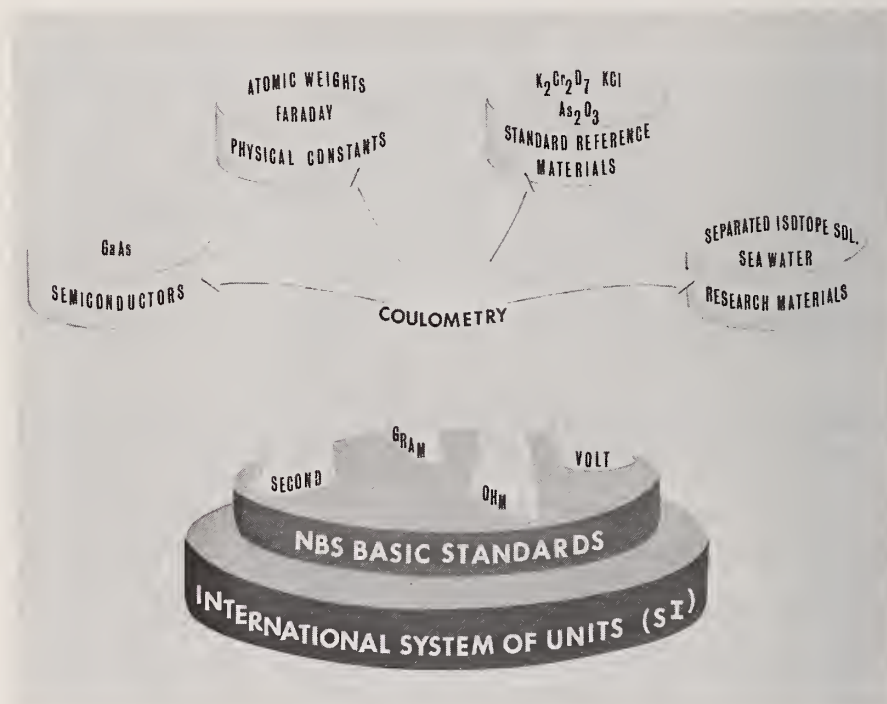 ATOMIC WEIGHTS
FARADAY
PHYSICAL CONSTANTS
K₂Cr₂O₇ KCl
As₂O₃
STANDARD REFERENCE
MATERIALS
GaAs
SEMICONDUCTORS
SEPARATED ISOTOPE SOL.
SEA WATER
RESEARCH MATERIALS
COULOMETRY
SECOND
GRAM
OHM
VOLT
NBS BASIC STANDARDS
INTERNATIONAL SYSTEM OF UNITS (SI)